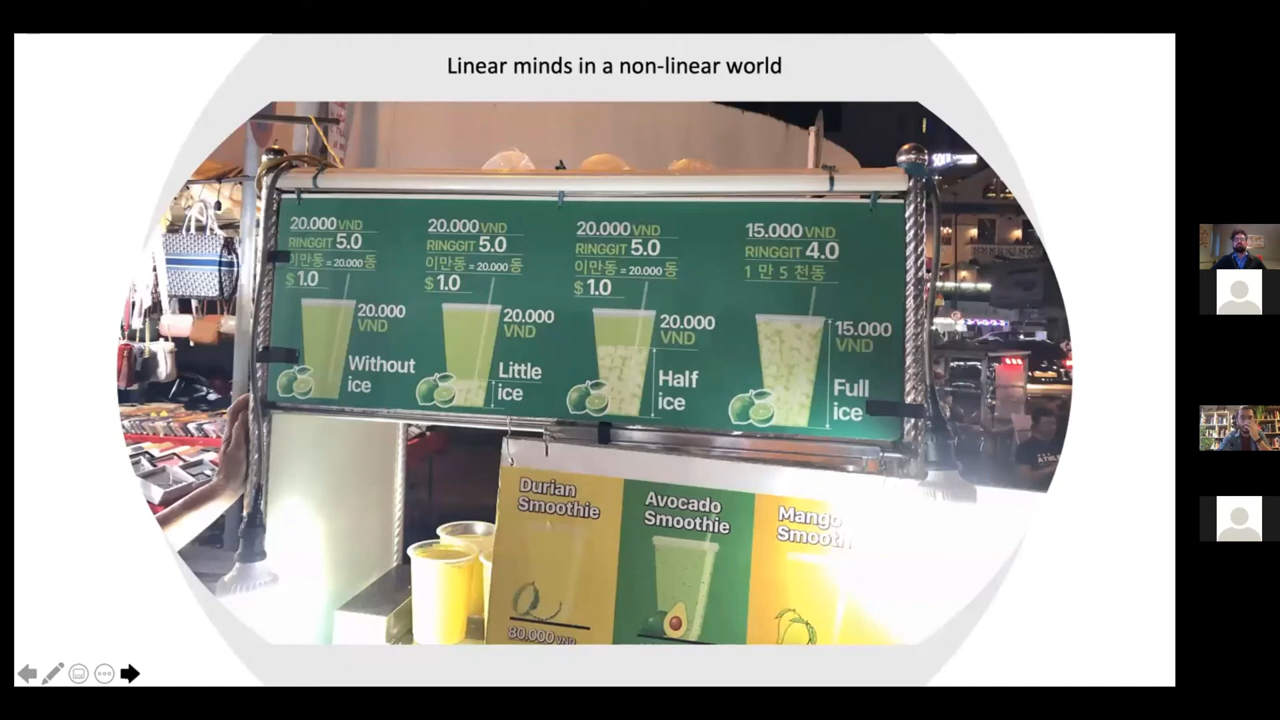 Linear minds in a non-linear world
20.000 VND
RINGGIT 5.0
이만동 = 20.000 동
$ 1.0
20.000
VND
Without
ice
20.000 VND
RINGGIT 5.0
이만동 = 20.000 동
$ 1.0
20.000
VND
Little
ice
20.000 VND
RINGGIT 5.0
이만동 = 20.000 동
$ 1.0
20.000
VND
Half
ice
15.000 VND
RINGGIT 4.0
1 만 5 천동
15.000
VND
Full
ice
Durian
Smoothie
80.000 VND
Avocado
Smoothie
Mango